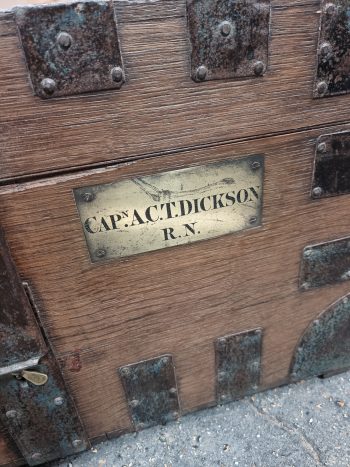 CAPᴺ. A.C.T. DICKSON
R. N.